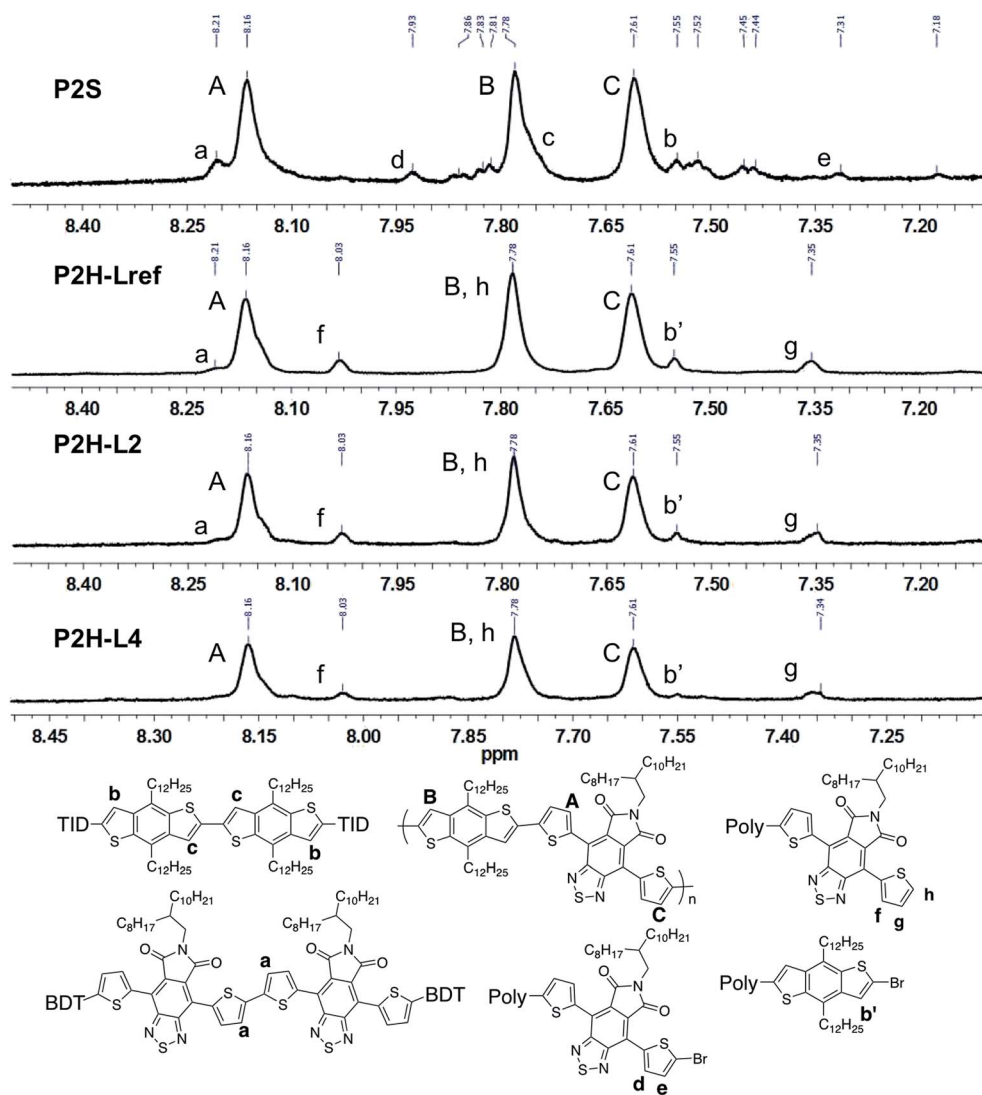 8.21 8.16 7.93 7.86 7.83 7.81 7.78 7.61 7.55 7.52 7.45 7.44 7.31 7.18
P2S
A B C
a d c b e
8.40 8.25 8.10 7.95 7.80 7.65 7.50 7.35 7.20
8.21 8.16 8.03 7.78 7.61 7.55 7.35
P2H-Lref
A B, h C
a f b' g
8.40 8.25 8.10 7.95 7.80 7.65 7.50 7.35 7.20
8.16 8.03 7.78 7.61 7.55 7.35
P2H-L2
A B, h C
a f b' g
8.40 8.25 8.10 7.95 7.80 7.65 7.50 7.35 7.20
8.16 8.03 7.78 7.61 7.34
P2H-L4
A B, h C
f b' g
8.45 8.30 8.15 8.00 7.85 7.70 7.55 7.40 7.25
ppm
b C12H25 c C12H25
TID S S S S TID
c b
C12H25 C12H25
B C12H25 A C8H17 C10H21
S S S O N O
C12H25 N S N S n
C
C8H17 C10H21
Poly S O N O
N S N S
f g h
C8H17 C10H21 C8H17 C10H21
O N O a O N O
BDT S S S S BDT
a
N S N N S N
C8H17 C10H21
Poly S O N O
N S N S Br
d e
C12H25
Poly S S Br
b'
C12H25